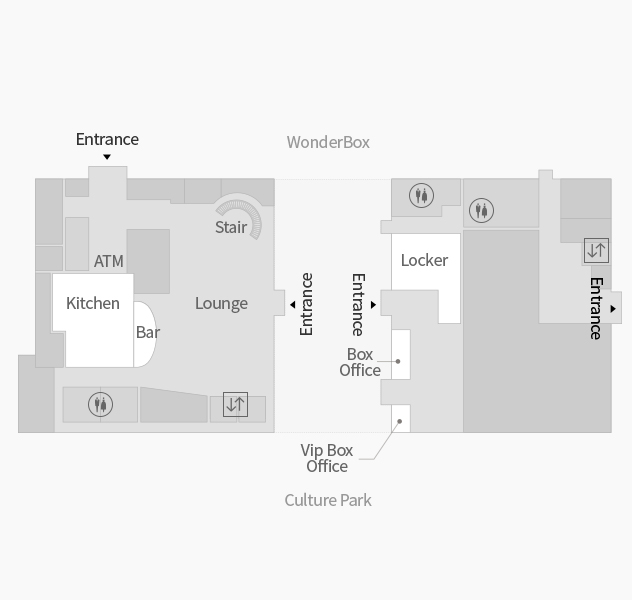 Entrance
WonderBox
Stair
ATM
Locker
Kitchen
Lounge
Entrance
Entrance
Entrance
Bar
Box
Office
Vip Box
Office
Culture Park